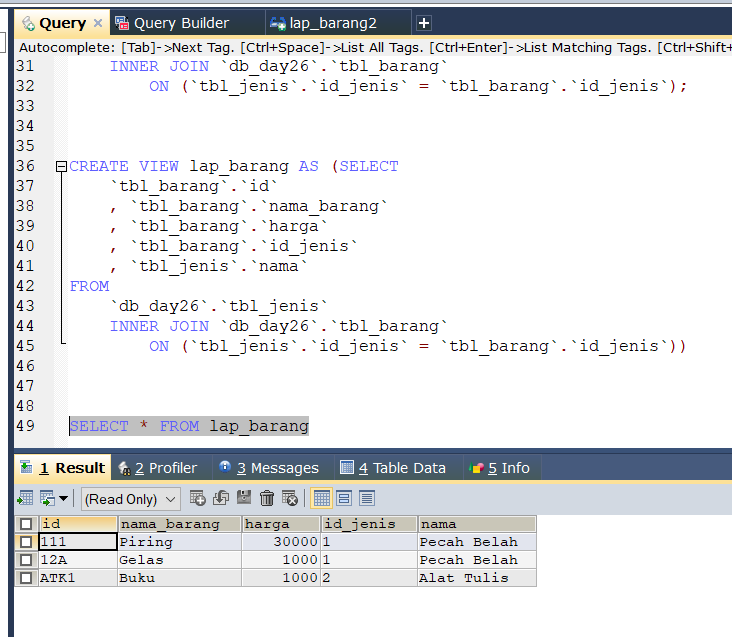 Query Query Builder lap_barang2
Autocomplete: [Tab]->Next Tag. [Ctrl+Space]->List All Tags. [Ctrl+Enter]->List Matching Tags. [Ctrl+Shift+
31 INNER JOIN `db_day26`.`tbl_barang`
32 ON (`tbl_jenis`.`id_jenis` = `tbl_barang`.`id_jenis`);
33
34
35
36 CREATE VIEW lap_barang AS (SELECT
37 `tbl_barang`.`id`
38 , `tbl_barang`.`nama_barang`
39 , `tbl_barang`.`harga`
40 , `tbl_barang`.`id_jenis`
41 , `tbl_jenis`.`nama`
42 FROM
43 `db_day26`.`tbl_jenis`
44 INNER JOIN `db_day26`.`tbl_barang`
45 ON (`tbl_jenis`.`id_jenis` = `tbl_barang`.`id_jenis`))
46
47
48
49 SELECT * FROM lap_barang
1 Result 2 Profiler 3 Messages 4 Table Data 5 Info
(Read Only)
id nama_barang harga id_jenis nama
111 Piring 30000 1 Pecah Belah
12A Gelas 1000 1 Pecah Belah
ATK1 Buku 1000 2 Alat Tulis